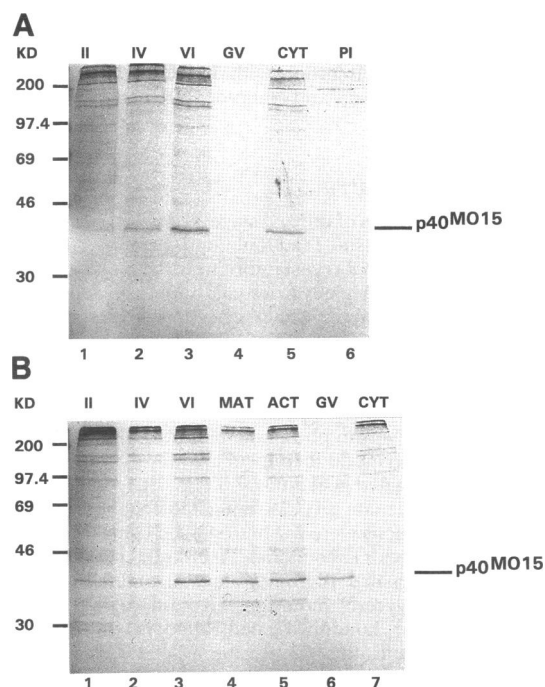 A
KD II IV VI GV CYT PI
200
97.4
69
46
p40MO15
30
1 2 3 4 5 6
B
KD II IV VI MAT ACT GV CYT
200
97.4
69
46
p40MO15
30
1 2 3 4 5 6 7